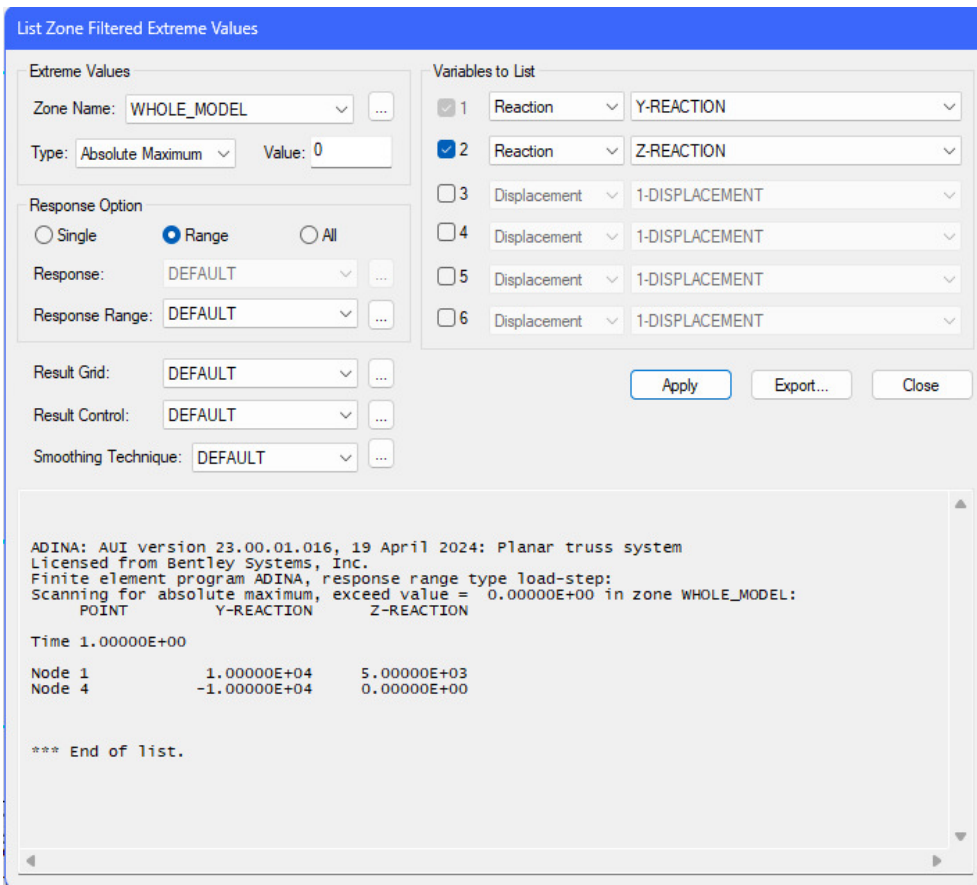 List Zone Filtered Extreme Values
Extreme Values
Zone Name: WHOLE_MODEL ...
Type: Absolute Maximum Value: 0
Response Option
Single Range All
Response: DEFAULT ...
Response Range: DEFAULT ...
Result Grid: DEFAULT ...
Result Control: DEFAULT ...
Smoothing Technique: DEFAULT ...
Variables to List
1 Reaction Y-REACTION
2 Reaction Z-REACTION
3 Displacement 1-DISPLACEMENT
4 Displacement 1-DISPLACEMENT
5 Displacement 1-DISPLACEMENT
6 Displacement 1-DISPLACEMENT
Apply Export... Close
ADINA: AUI version 23.00.01.016, 19 April 2024: Planar truss system
Licensed from Bentley Systems, Inc.
Finite element program ADINA, response range type load-step:
Scanning for absolute maximum, exceed value = 0.00000E+00 in zone WHOLE_MODEL:
POINT Y-REACTION Z-REACTION
Time 1.00000E+00
Node 1 1.00000E+04 5.00000E+03
Node 4 -1.00000E+04 0.00000E+00
*** End of list.